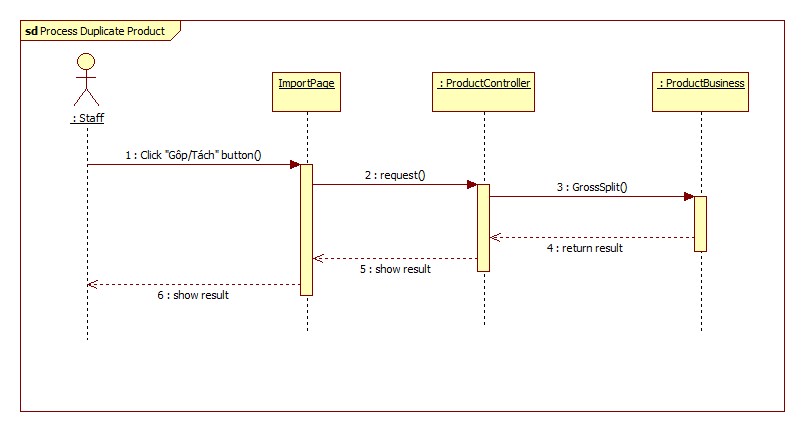 sd Process Duplicate Product
: Staff
ImportPage
: ProductController
: ProductBusiness
1 : Click "Gôp/Tách" button()
2 : request()
3 : GrossSplit()
4 : return result
5 : show result
6 : show result